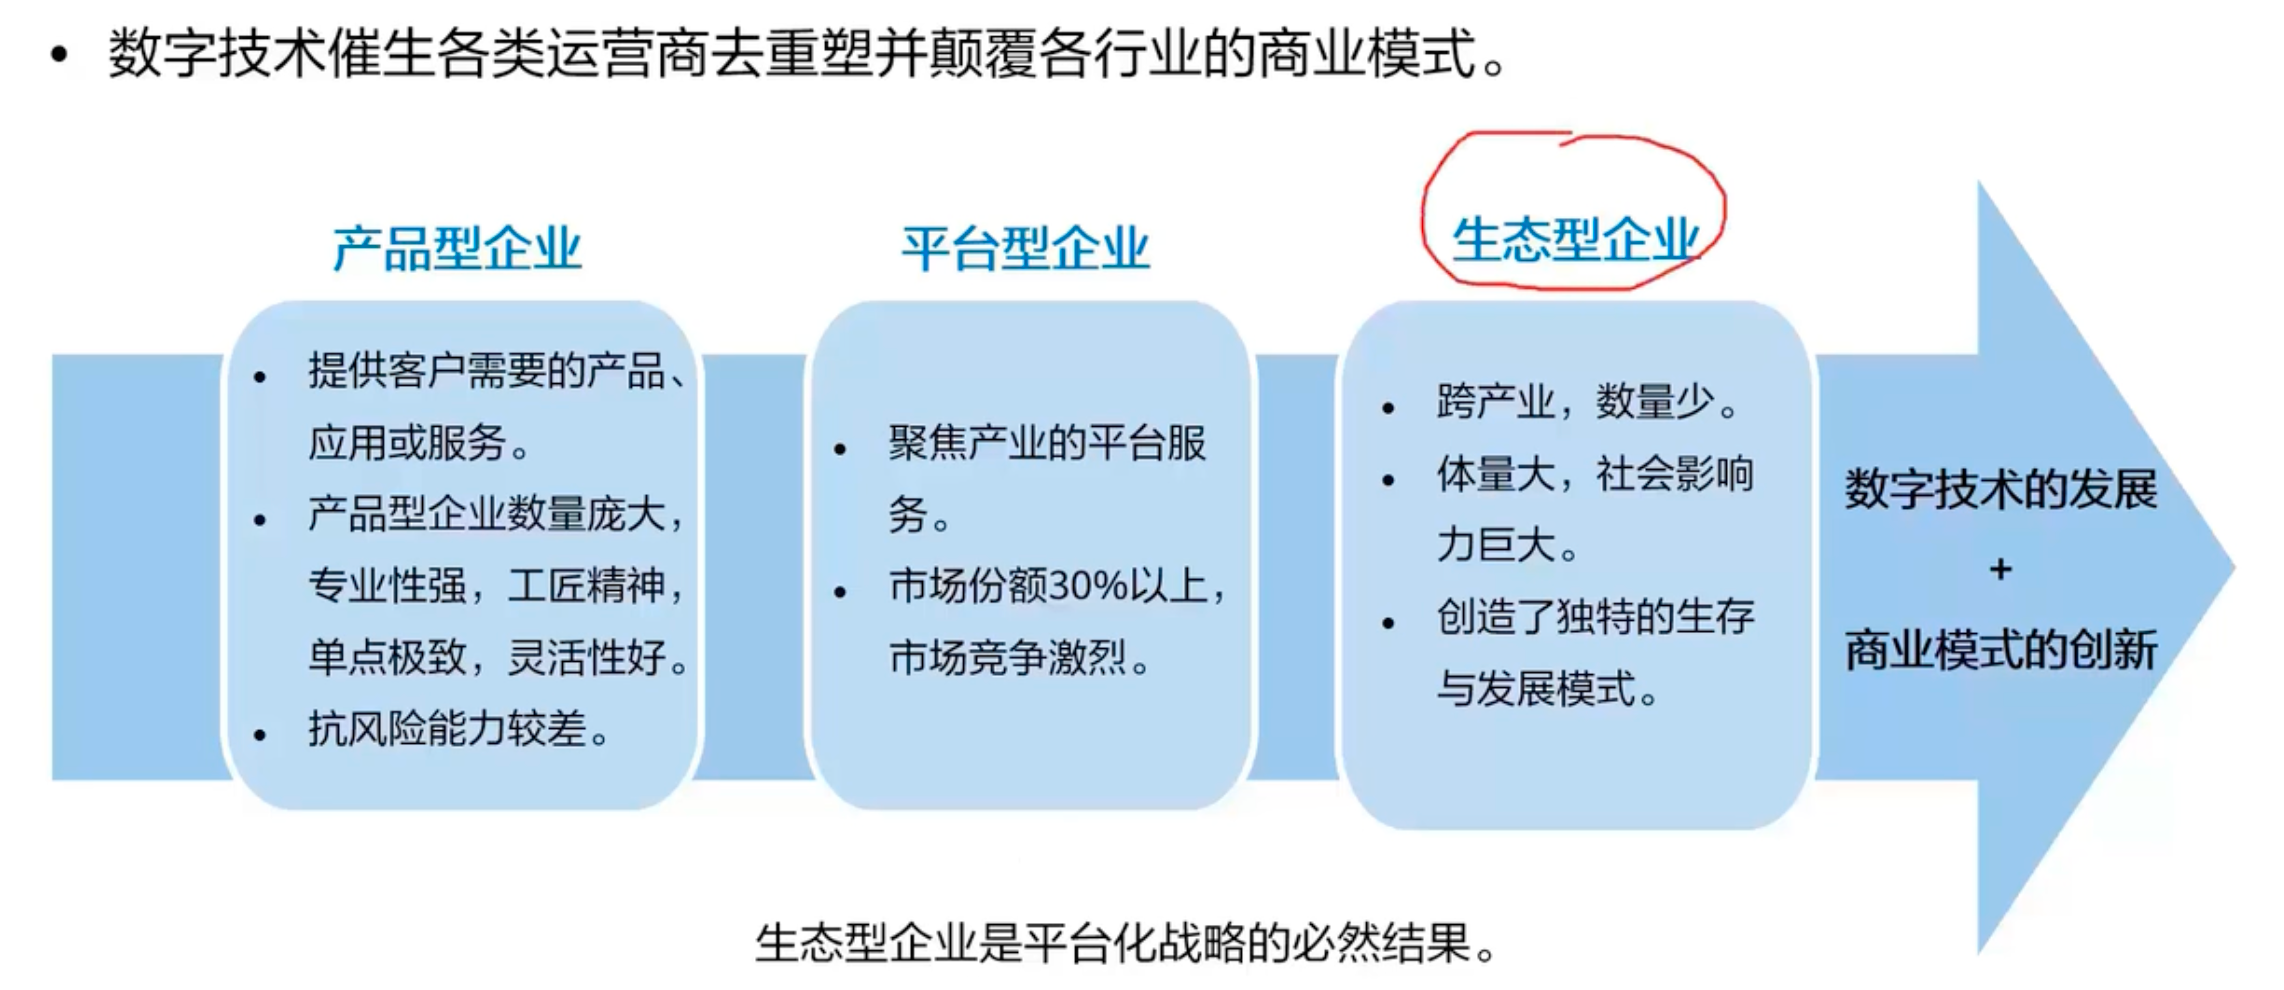 • 数字技术催生各类运营商去重塑并颠覆各行业的商业模式。
产品型企业
• 提供客户需要的产品、
应用或服务。
• 产品型企业数量庞大，
专业性强，工匠精神，
单点极致，灵活性好。
• 抗风险能力较差。
平台型企业
• 聚焦产业的平台服
务。
• 市场份额30%以上，
市场竞争激烈。
生态型企业
• 跨产业，数量少。
• 体量大，社会影响
力巨大。
• 创造了独特的生存
与发展模式。
数字技术的发展
+
商业模式的创新
生态型企业是平台化战略的必然结果。